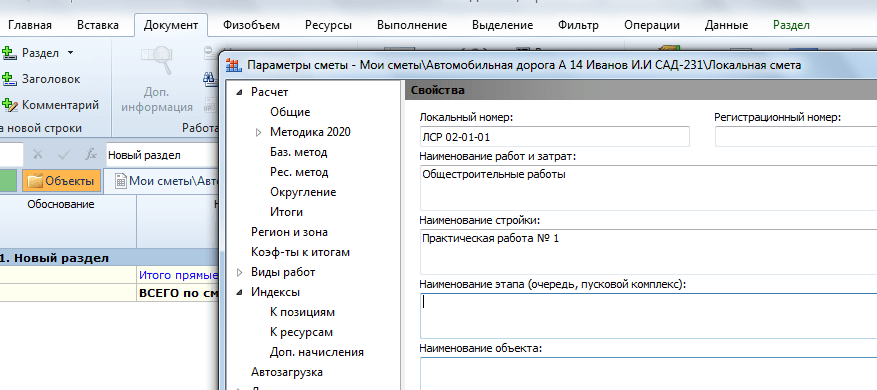 Главная Вставка Документ Физобъем Ресурсы Выполнение Выделение Фильтр Операции Данные Раздел
Раздел
Заголовок
Комментарий
Доп. информация
а новой строки
Работа
Параметры сметы - Мои сметы\Автомобильная дорога А 14 Иванов И.И САД-231\Локальная смета
fx Новый раздел
Объекты
Мои сметы\Авто
Обоснование
1. Новый раздел
Итого прямые
ВСЕГО по см
Расчет
Общие
Методика 2020
Баз. метод
Рес. метод
Округление
Итоги
Регион и зона
Коэф-ты к итогам
Виды работ
Индексы
К позициям
К ресурсам
Доп. начисления
Автозагрузка
Свойства
Локальный номер:
Регистрационный номер:
ЛСР 02-01-01
Наименование работ и затрат:
Общестроительные работы
Наименование стройки:
Практическая работа № 1
Наименование этапа (очередь, пусковой комплекс):
Наименование объекта: